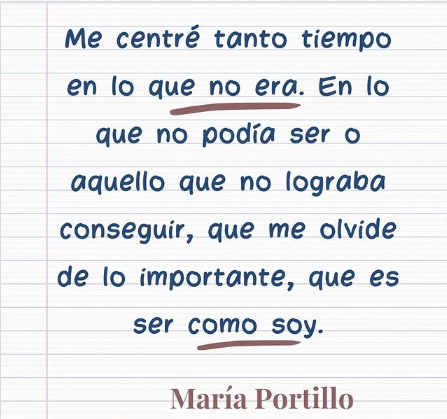 Me centré tanto tiempo
en lo que no era. En lo
que no podía ser o
aquello que no lograba
conseguir, que me olvide
de lo importante, que es
ser como soy.
María Portillo